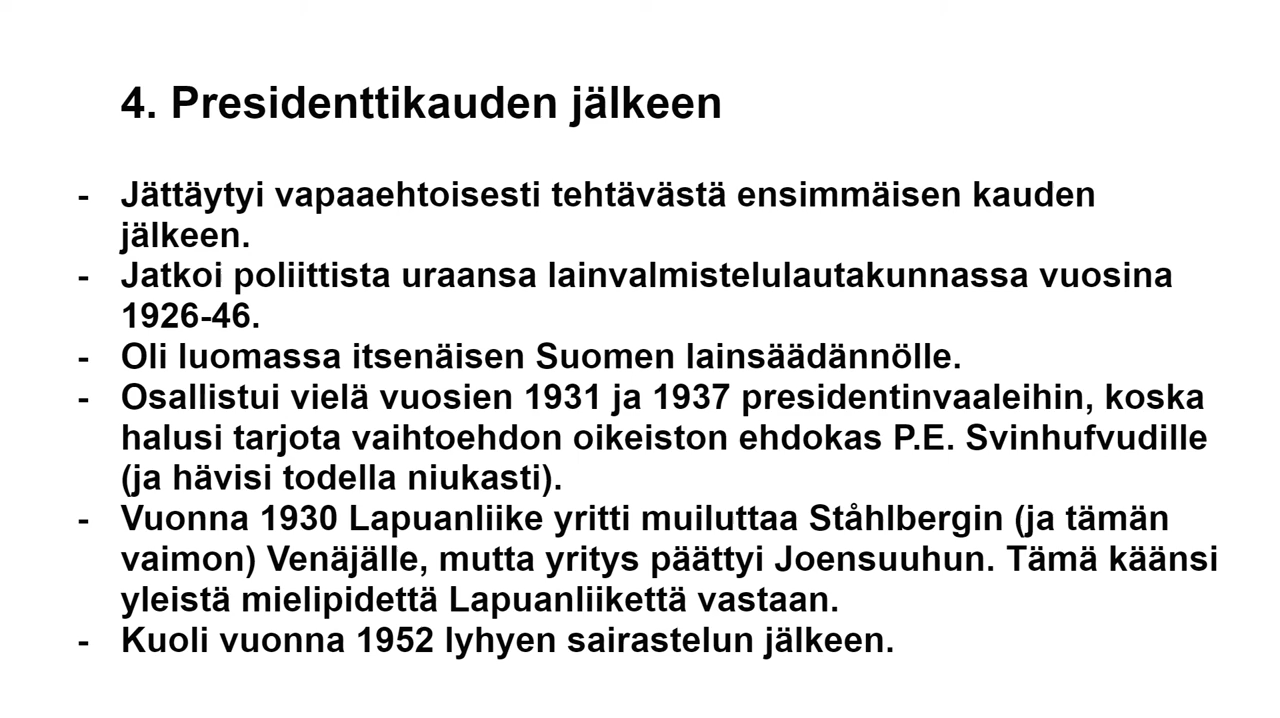 4. Presidenttikauden jälkeen
- Jättäytyi vapaaehtoisesti tehtävästä ensimmäisen kauden
jälkeen.
- Jatkoi poliittista uraansa lainvalmistelulautakunnassa vuosina
1926-46.
- Oli luomassa itsenäisen Suomen lainsäädännölle.
- Osallistui vielä vuosien 1931 ja 1937 presidentinvaaleihin, koska
halusi tarjota vaihtoehdon oikeiston ehdokas P.E. Svinhufvudille
(ja hävisi todella niukasti).
- Vuonna 1930 Lapuanliike yritti muiluttaa Ståhlbergin (ja tämän
vaimon) Venäjälle, mutta yritys päättyi Joensuuhun. Tämä käänsi
yleistä mielipidettä Lapuanliikettä vastaan.
- Kuoli vuonna 1952 lyhyen sairastelun jälkeen.